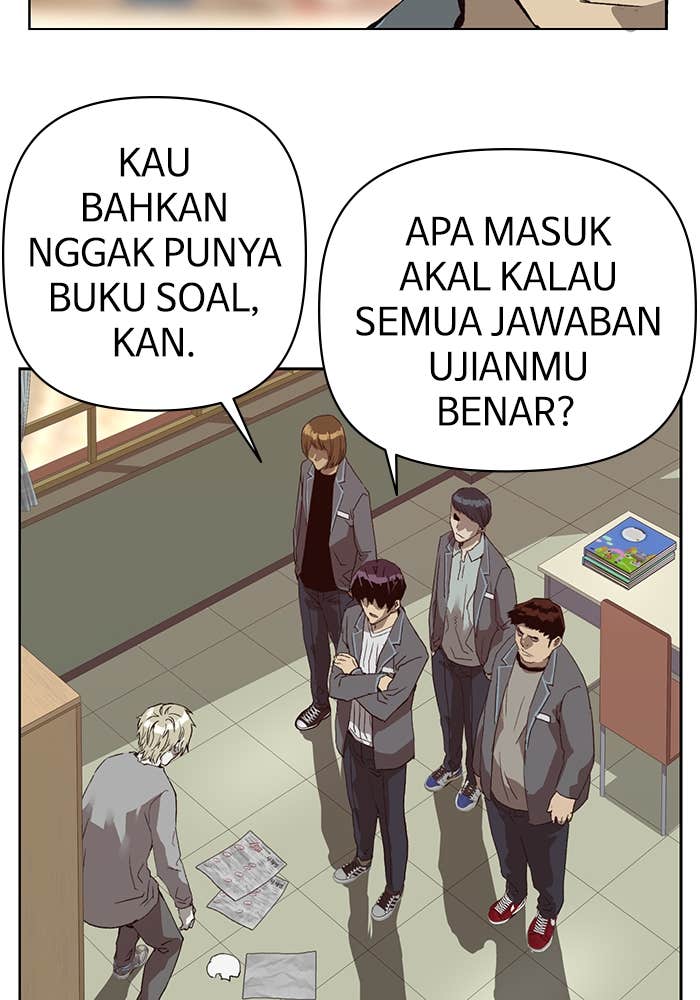 KAU
BAHKAN
NGGAK PUNYA
BUKU SOAL,
KAN.
APA MASUK
AKAL KALAU
SEMUA JAWABAN
UJIANMU
BENAR?